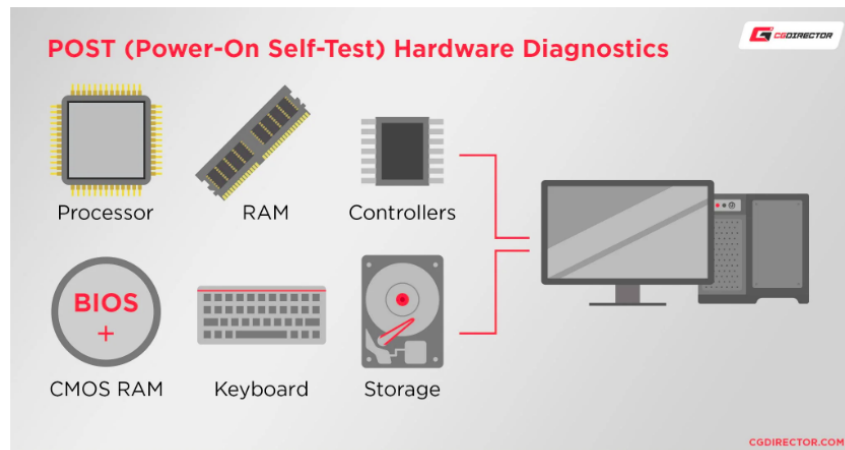 POST (Power-On Self-Test) Hardware Diagnostics
CGDIRECTOR
Processor
RAM
Controllers
BIOS
+
CMOS RAM
Keyboard
Storage
CGDIRECTOR.COM